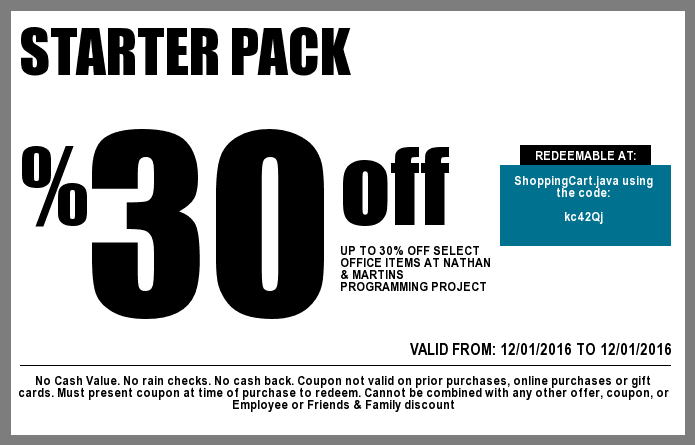 STARTER PACK
%30 off
REDEEMABLE AT:
ShoppingCart.java using
the code:
kc42Qj
UP TO 30% OFF SELECT
OFFICE ITEMS AT NATHAN
& MARTINS
PROGRAMMING PROJECT
VALID FROM: 12/01/2016 TO 12/01/2016
No Cash Value. No rain checks. No cash back. Coupon not valid on prior purchases, online purchases or gift
cards. Must present coupon at time of purchase to redeem. Cannot be combined with any other offer, coupon, or
Employee or Friends & Family discount